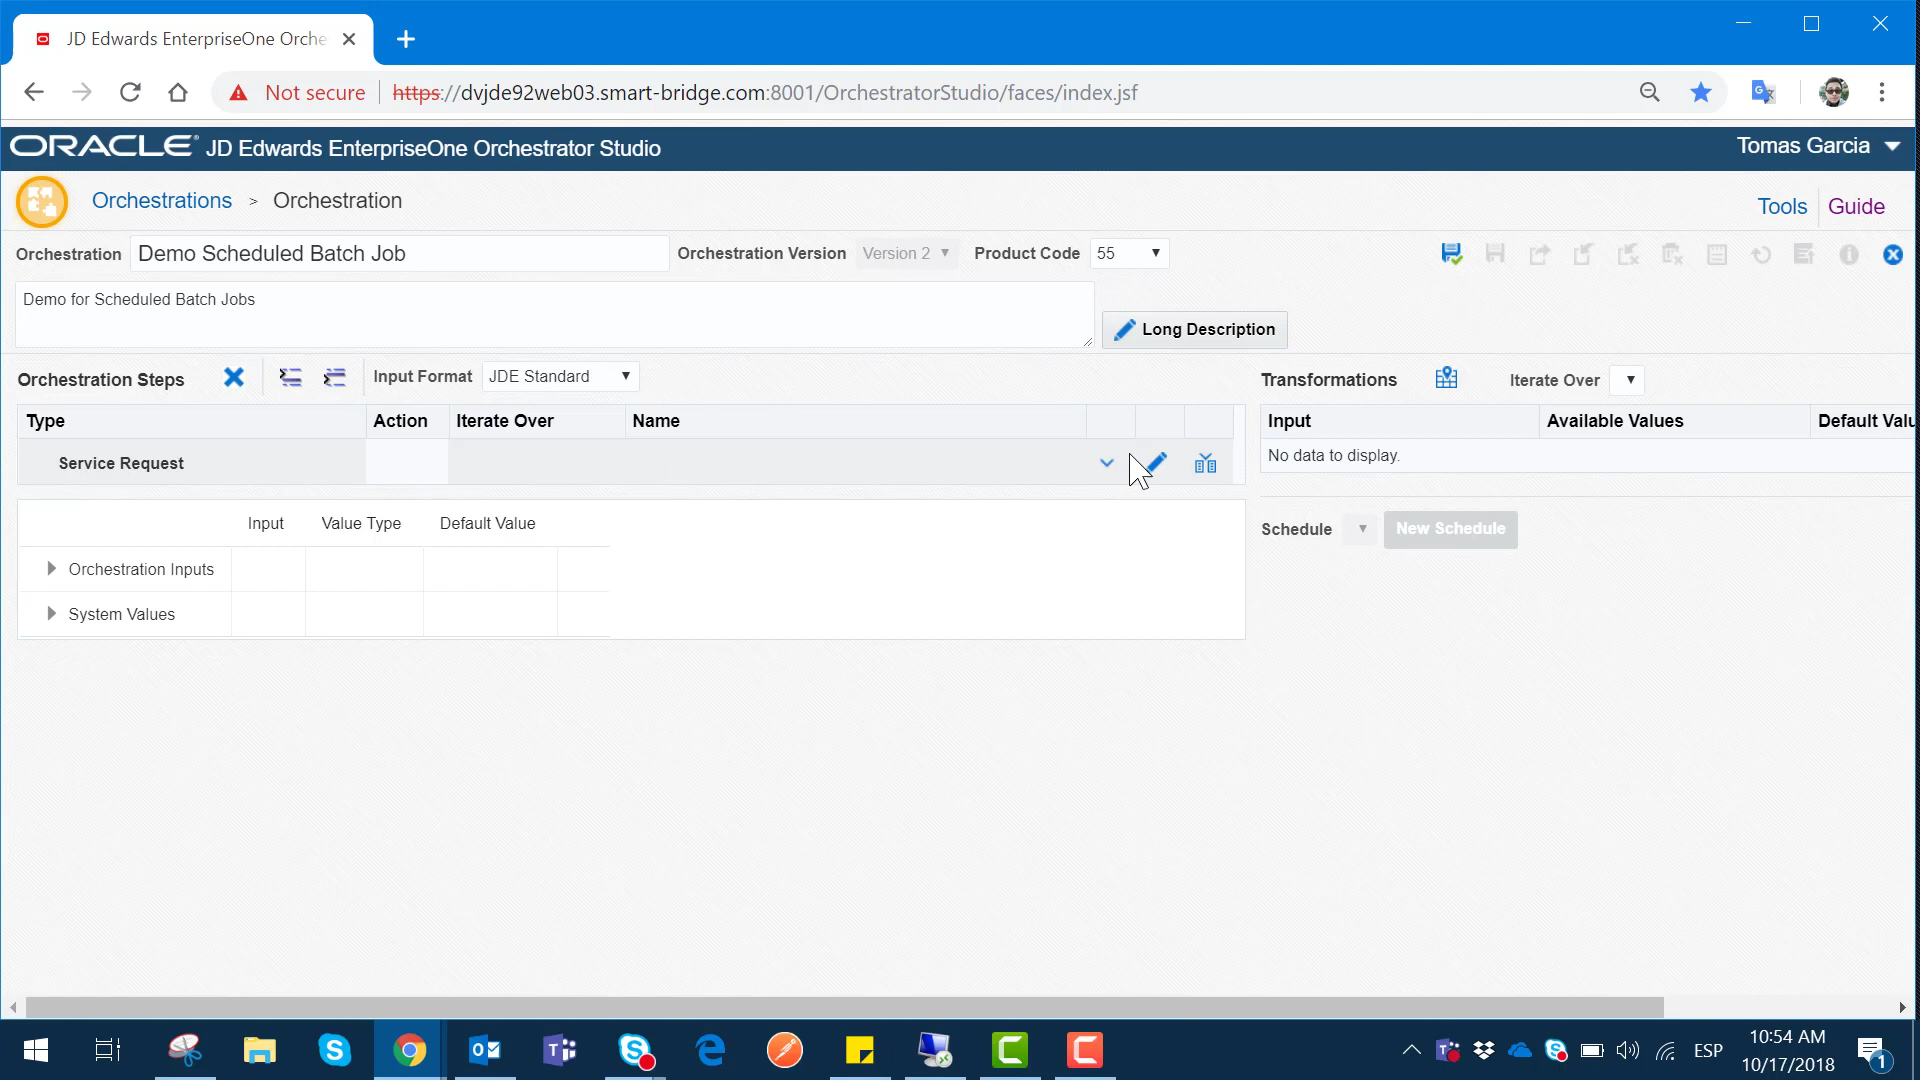 JD Edwards EnterpriseOne Orche
Not secure
https://dvjde92web03.smart-bridge.com:8001/OrchestratorStudio/faces/index.jsf
ORACLE® JD Edwards EnterpriseOne Orchestrator Studio
Tomas Garcia
Orchestrations > Orchestration
Tools Guide
Orchestration Demo Scheduled Batch Job Orchestration Version Version 2 Product Code 55
Demo for Scheduled Batch Jobs
Long Description
Orchestration Steps Input Format JDE Standard
Transformations Iterate Over
Type Action Iterate Over Name
Input Available Values Default Valu
Service Request
No data to display.
Input Value Type Default Value
Schedule New Schedule
Orchestration Inputs
System Values
ESP
10:54 AM
10/17/2018
1